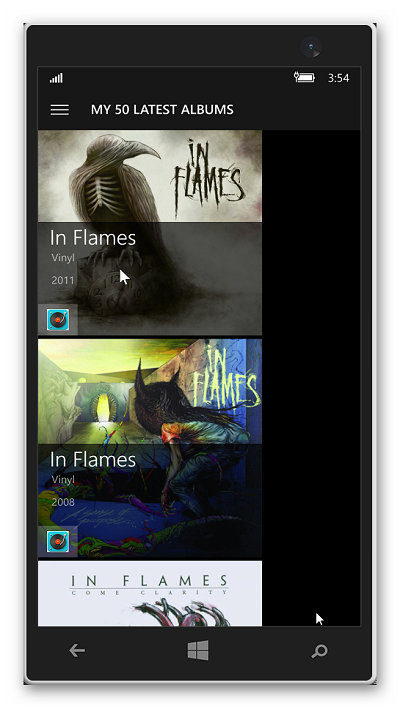 3:54
MY 50 LATEST ALBUMS
IN
FLAMES
In Flames
Vinyl
2011
IN
FLAMES
In Flames
Vinyl
2008
IN FLAMES
COME CLARITY